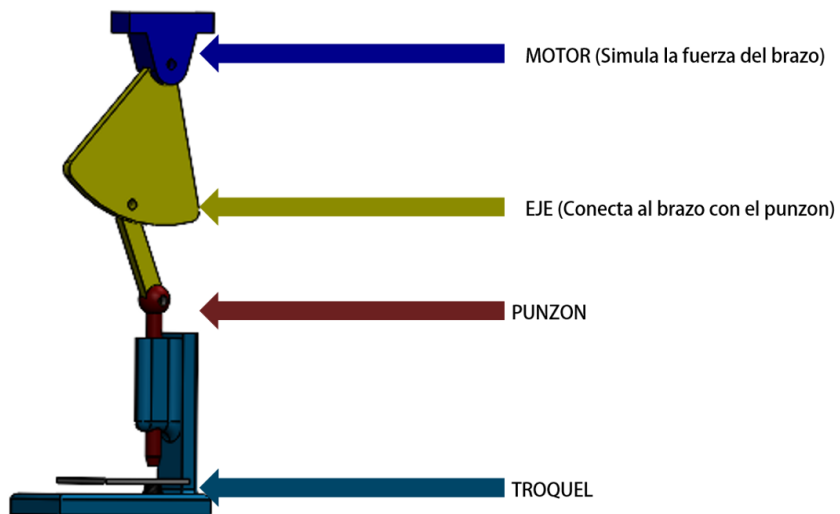 MOTOR (Simula la fuerza del brazo)
EJE (Conecta al brazo con el punzon)
PUNZON
TROQUEL